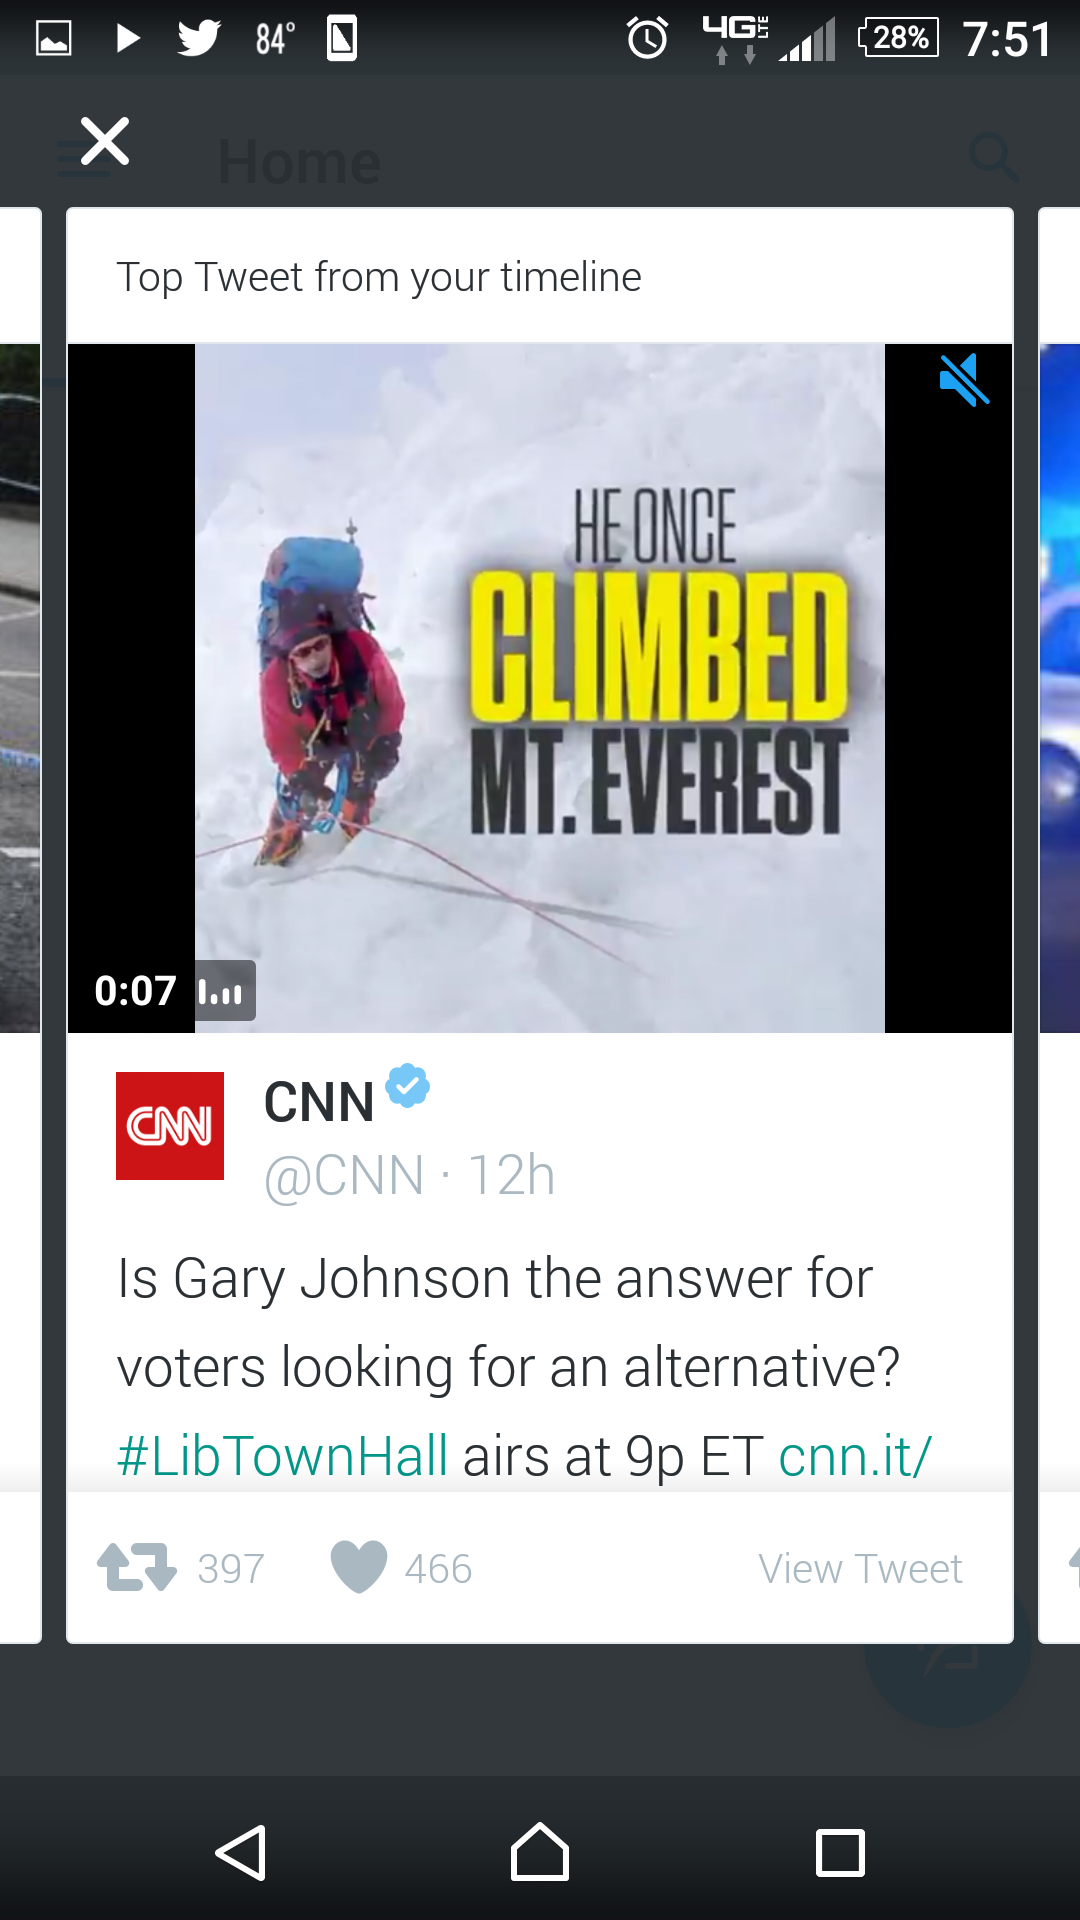 84°
4G LTE
28%
7:51
Home
Top Tweet from your timeline
HE ONCE
CLIMBED
MT. EVEREST
0:07
CNN
CNN
@CNN · 12h
Is Gary Johnson the answer for
voters looking for an alternative?
#LibTownHall airs at 9p ET cnn.it/
397
466
View Tweet